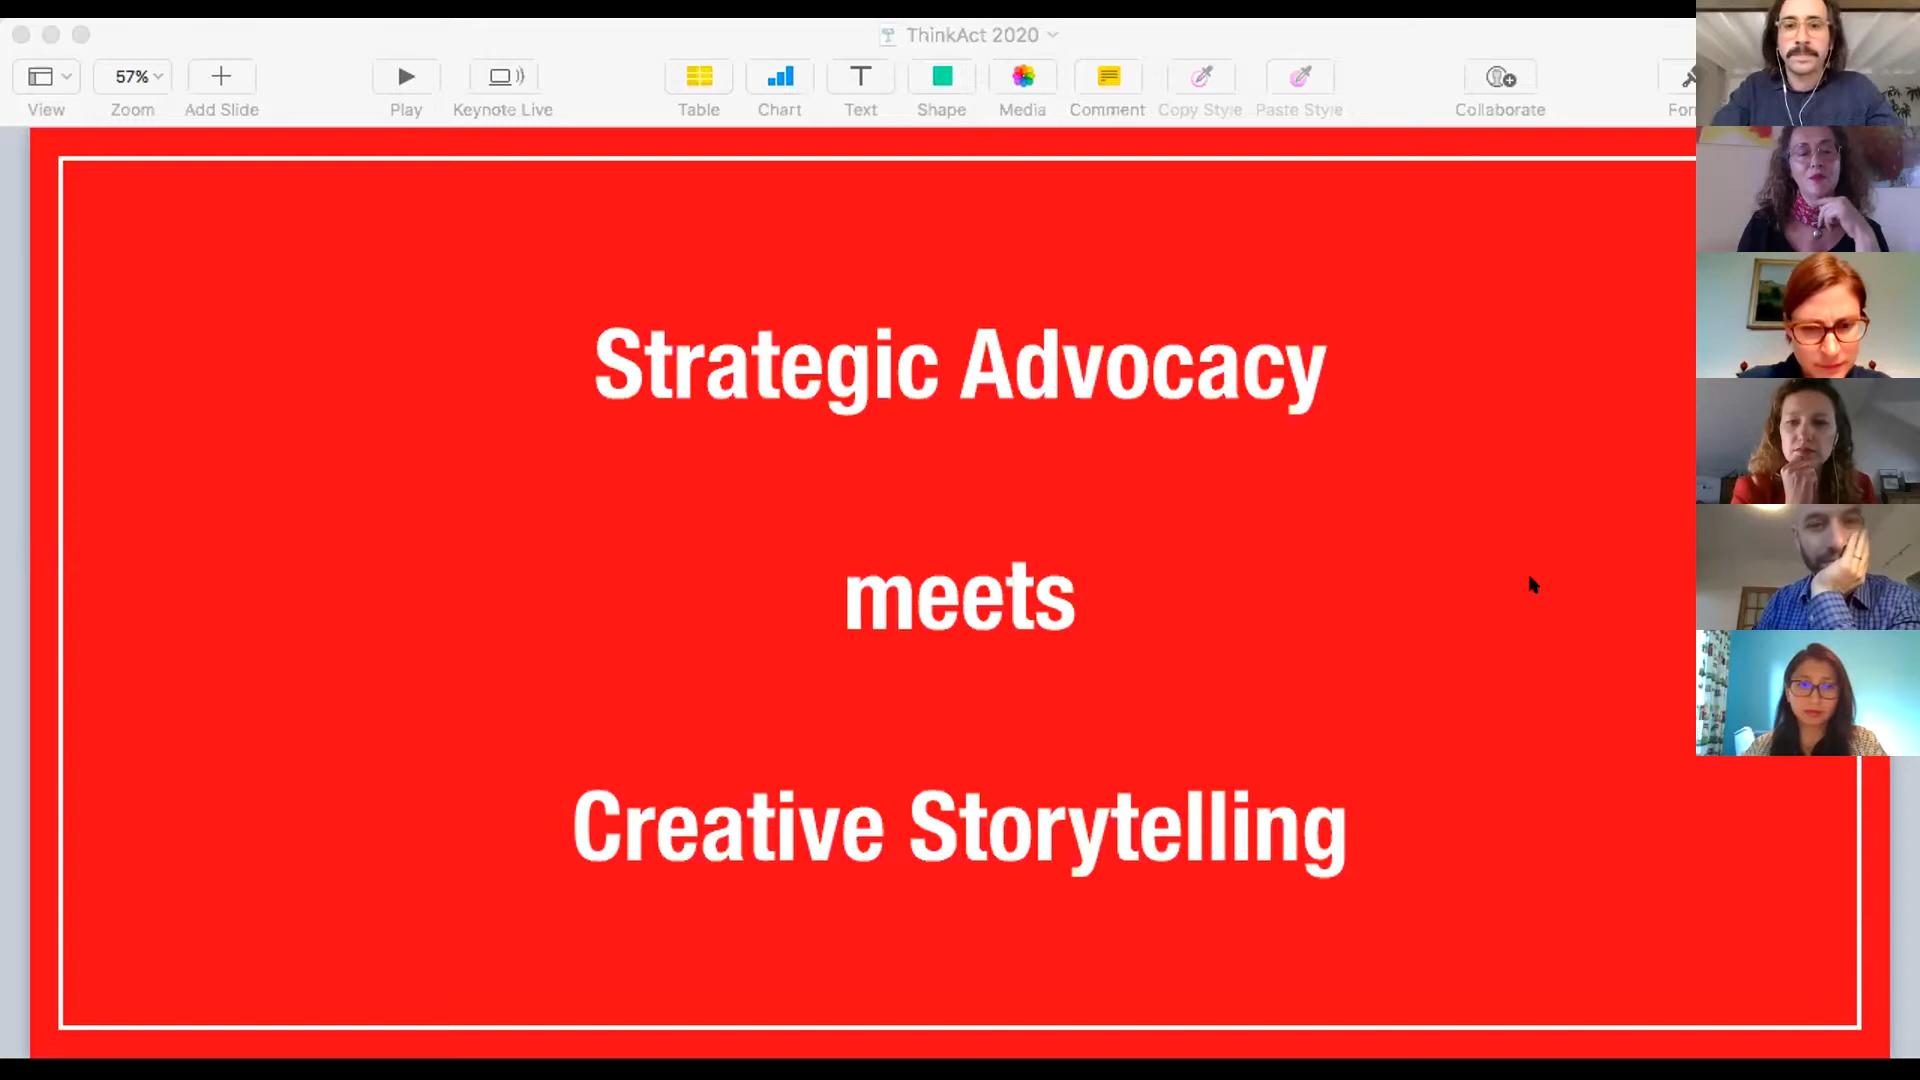 ThinkAct 2020
57%
View
Zoom
Add Slide
Play
Keynote Live
Table
Chart
Text
Shape
Media
Comment
Copy Style
Paste Style
Collaborate
Strategic Advocacy
meets
Creative Storytelling